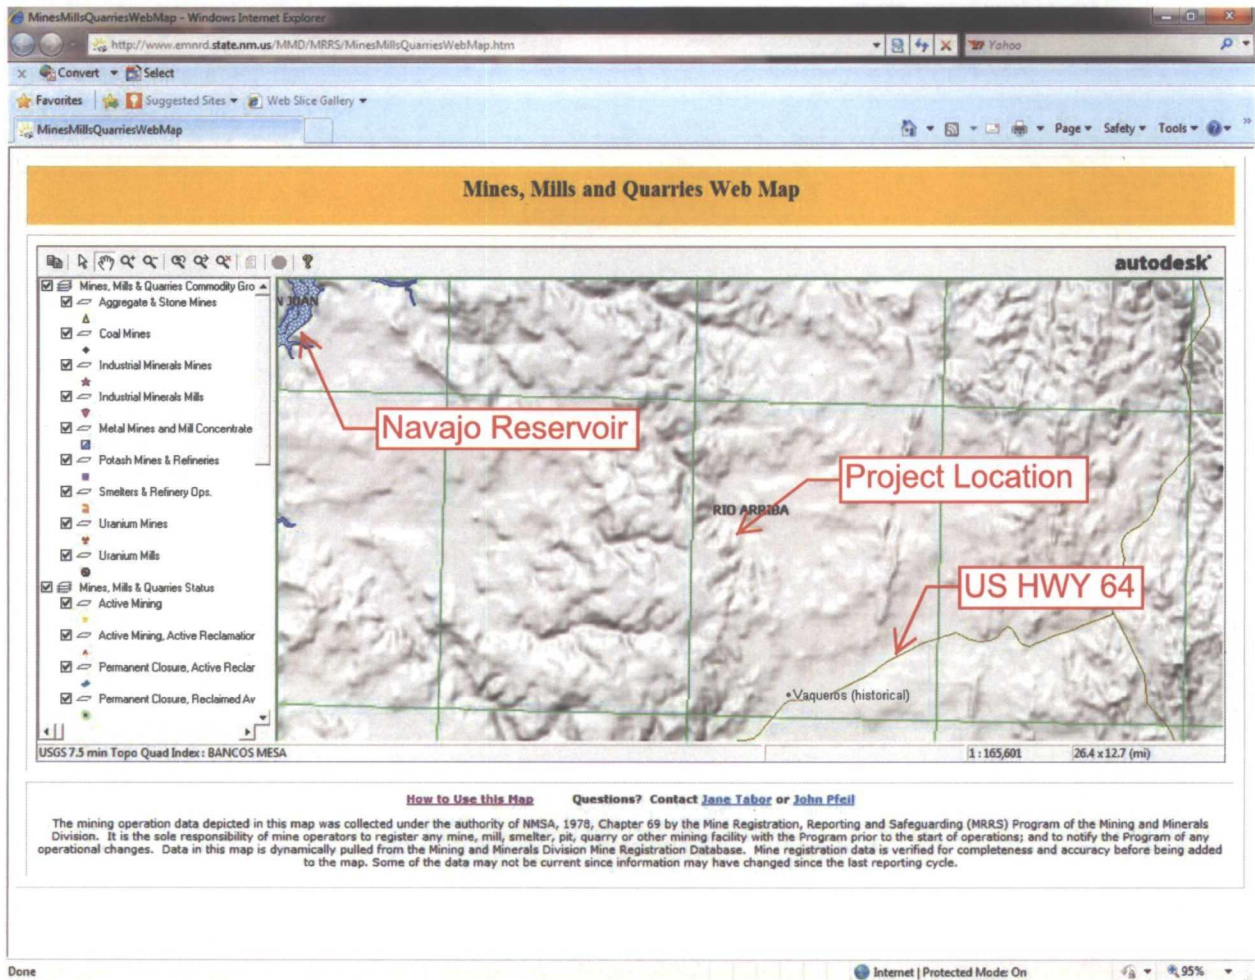 MinesMillsQuarriesWebMap - Windows Internet Explorer
http://www.emnrd.state.nm.us/MMD/MRRS/MinesMillsQuarriesWebMap.htm
Yahoo
x Convert Select
Favorites Suggested Sites Web Slice Gallery
MinesMillsQuarriesWebMap
Page Safety Tools
Mines, Mills and Quarries Web Map
autodesk
Mines, Mills & Quarries Commodity Gro
Aggregate & Stone Mines
Coal Mines
Industrial Minerals Mines
Industrial Minerals Mills
Metal Mines and Mill Concentrate
Potash Mines & Refineries
Smelters & Refinery Ops.
Uranium Mines
Uranium Mills
Mines, Mills & Quarries Status
Active Mining
Active Mining, Active Reclamation
Permanent Closure, Active Reclar
Permanent Closure, Reclaimed Av
N JUAN
Navajo Reservoir
Project Location
RIO ARRIBA
US HWY 64
Vaqueros (historical)
USGS 7.5 min Topo Quad Index : BANCOS MESA
1 : 165,601
26.4 x 12.7 (mi)
How to Use this Map Questions? Contact Jane Tabor or John Pfeil
The mining operation data depicted in this map was collected under the authority of NMSA, 1978, Chapter 69 by the Mine Registration, Reporting and Safeguarding (MRRS) Program of the Mining and Minerals
Division. It is the sole responsibility of mine operators to register any mine, mill, smelter, pit, quarry or other mining facility with the Program prior to the start of operations; and to notify the Program of any
operational changes. Data in this map is dynamically pulled from the Mining and Minerals Division Mine Registration Database. Mine registration data is verified for completeness and accuracy before being added
to the map. Some of the data may not be current since information may have changed since the last reporting cycle.
Done
Internet | Protected Mode: On
95%